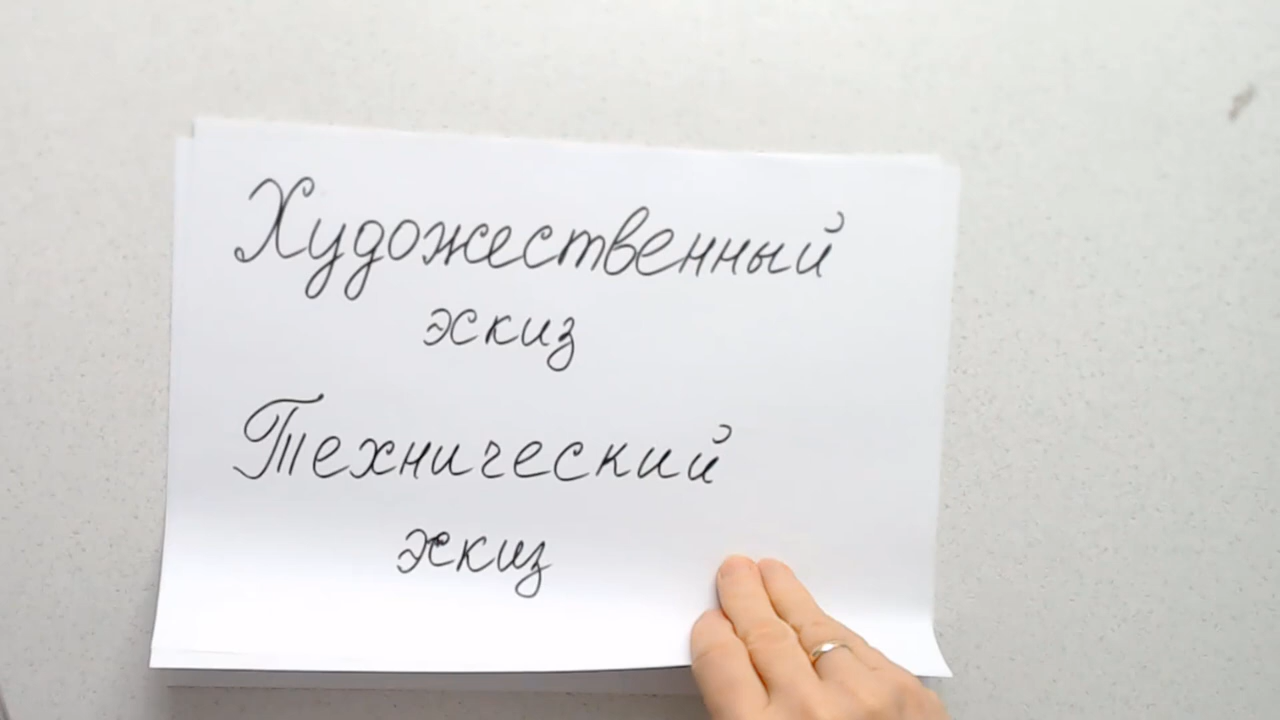 Художественный
эскиз
Технический
эскиз